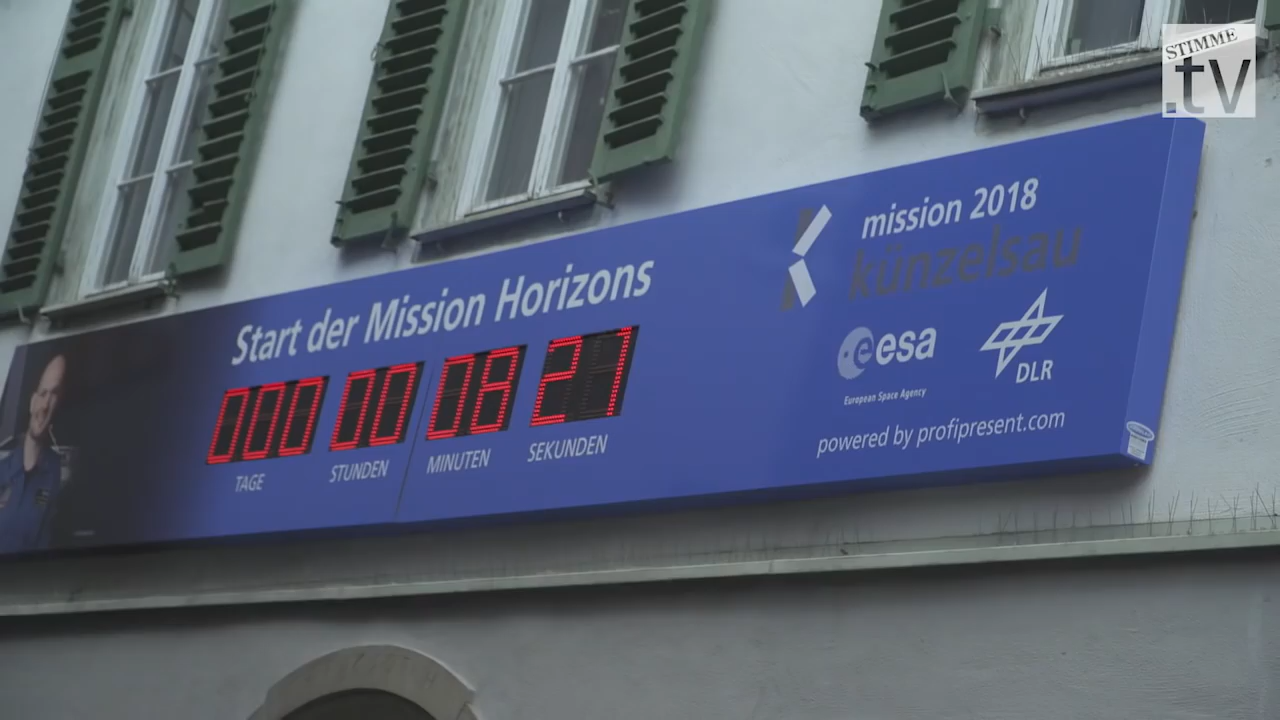 STIMME
.tv
Start der Mission Horizons
000 00 08 27
TAGE STUNDEN MINUTEN SEKUNDEN
mission 2018
künzelsau
esa
European Space Agency
DLR
powered by profipresent.com